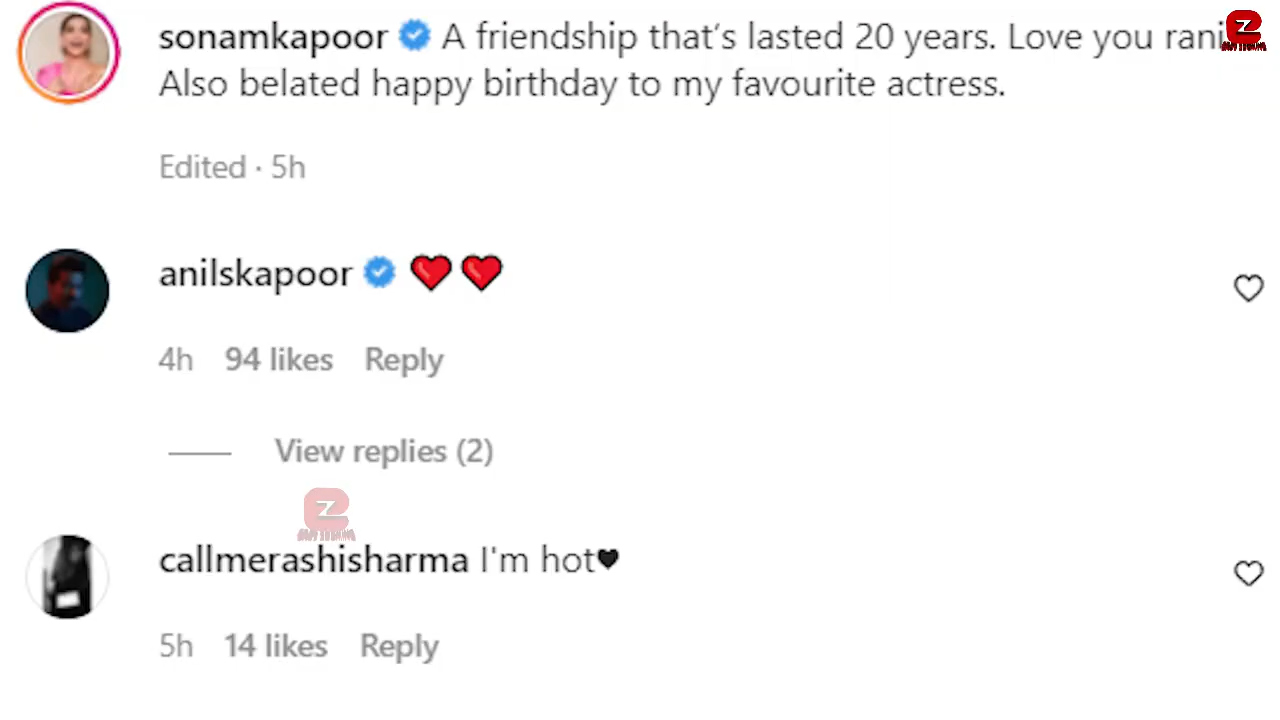 sonamkapoor A friendship that's lasted 20 years. Love you rani
Also belated happy birthday to my favourite actress.
Edited · 5h
anilskapoor ❤️❤️
4h 94 likes Reply
View replies (2)
Z
callmerashisharma I'm hot🖤
5h 14 likes Reply